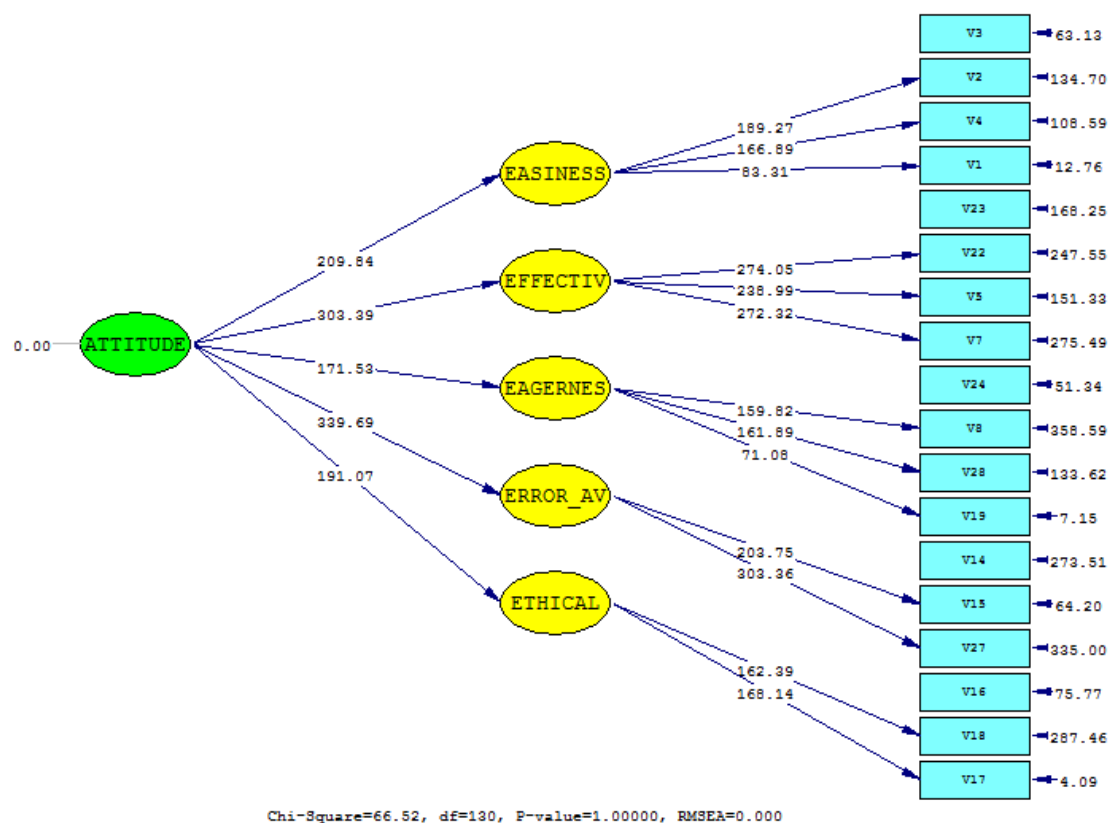 V3 63.13
V2 134.70
189.27
V4 108.59
166.89
EASINESS 83.31 V1 12.76
V23 168.25
209.84
V22 247.55
274.05
EFFECTIV 238.99 V5 151.33
303.39 272.32
0.00 ATTITUDE V7 275.49
171.53
EAGERNES V24 51.34
159.82
339.69 V8 358.59
161.89
71.08
191.07 V28 133.62
ERROR_AV V19 7.15
203.75 V14 273.51
303.36
ETHICAL V15 64.20
V27 335.00
162.39
168.14 V16 75.77
V18 287.46
V17 4.09
Chi-Square=66.52, df=130, P-value=1.00000, RMSEA=0.000